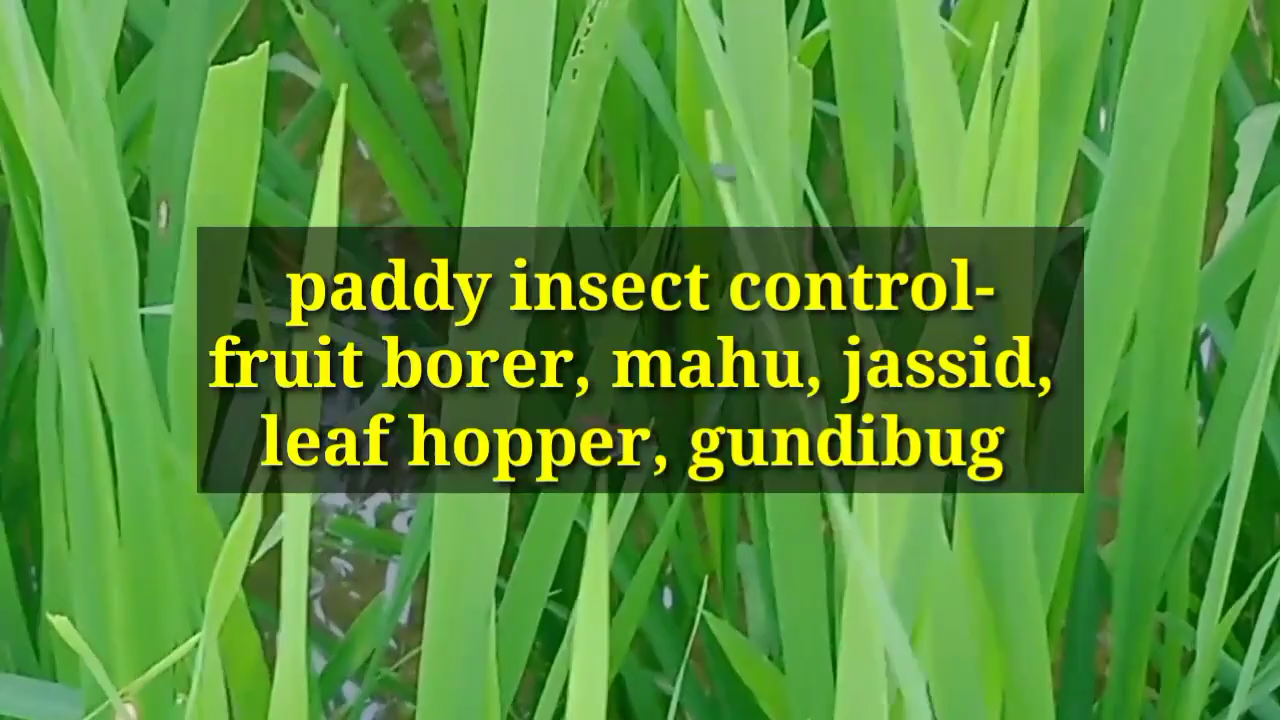 paddy insect control-
fruit borer, mahu, jassid,
leaf hopper, gundibug